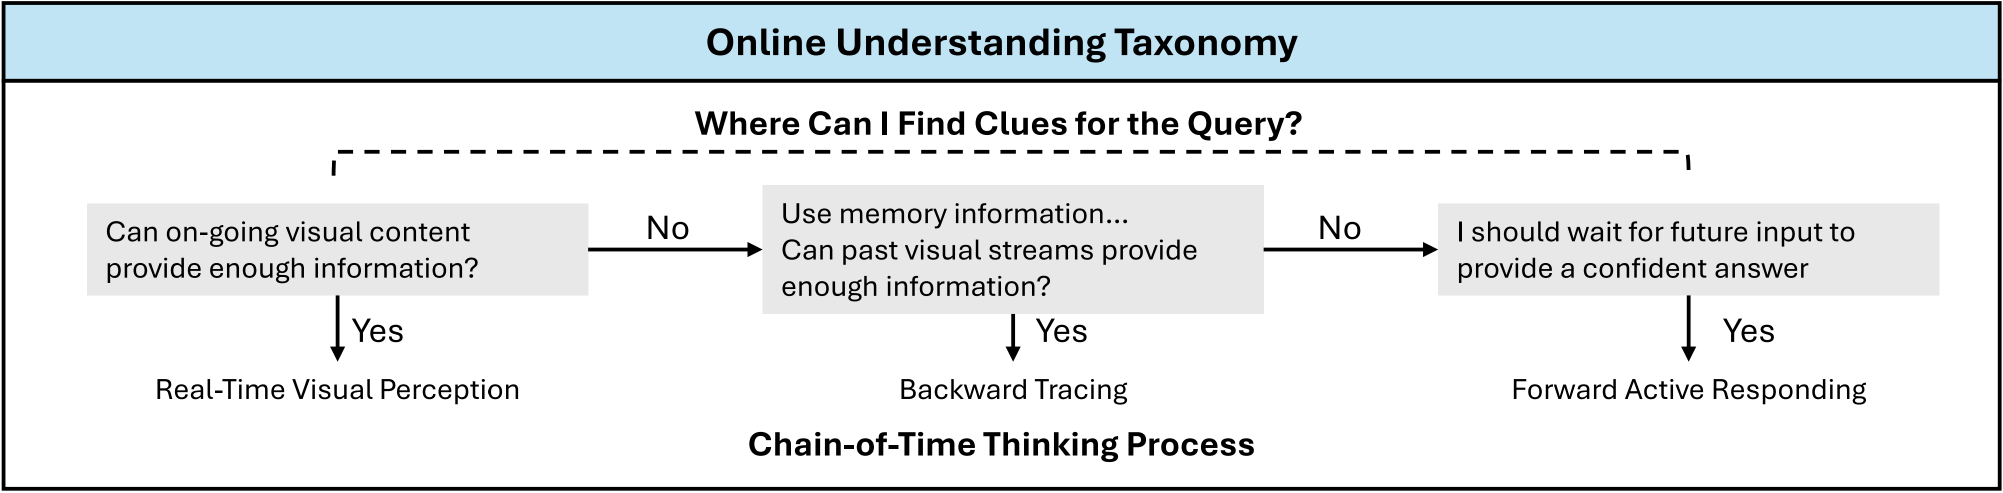 Online Understanding Taxonomy
Where Can I Find Clues for the Query?
Can on-going visual content
provide enough information?
No
Use memory information...
Can past visual streams provide
enough information?
No
I should wait for future input to
provide a confident answer
Yes
Yes
Yes
Real-Time Visual Perception
Backward Tracing
Forward Active Responding
Chain-of-Time Thinking Process